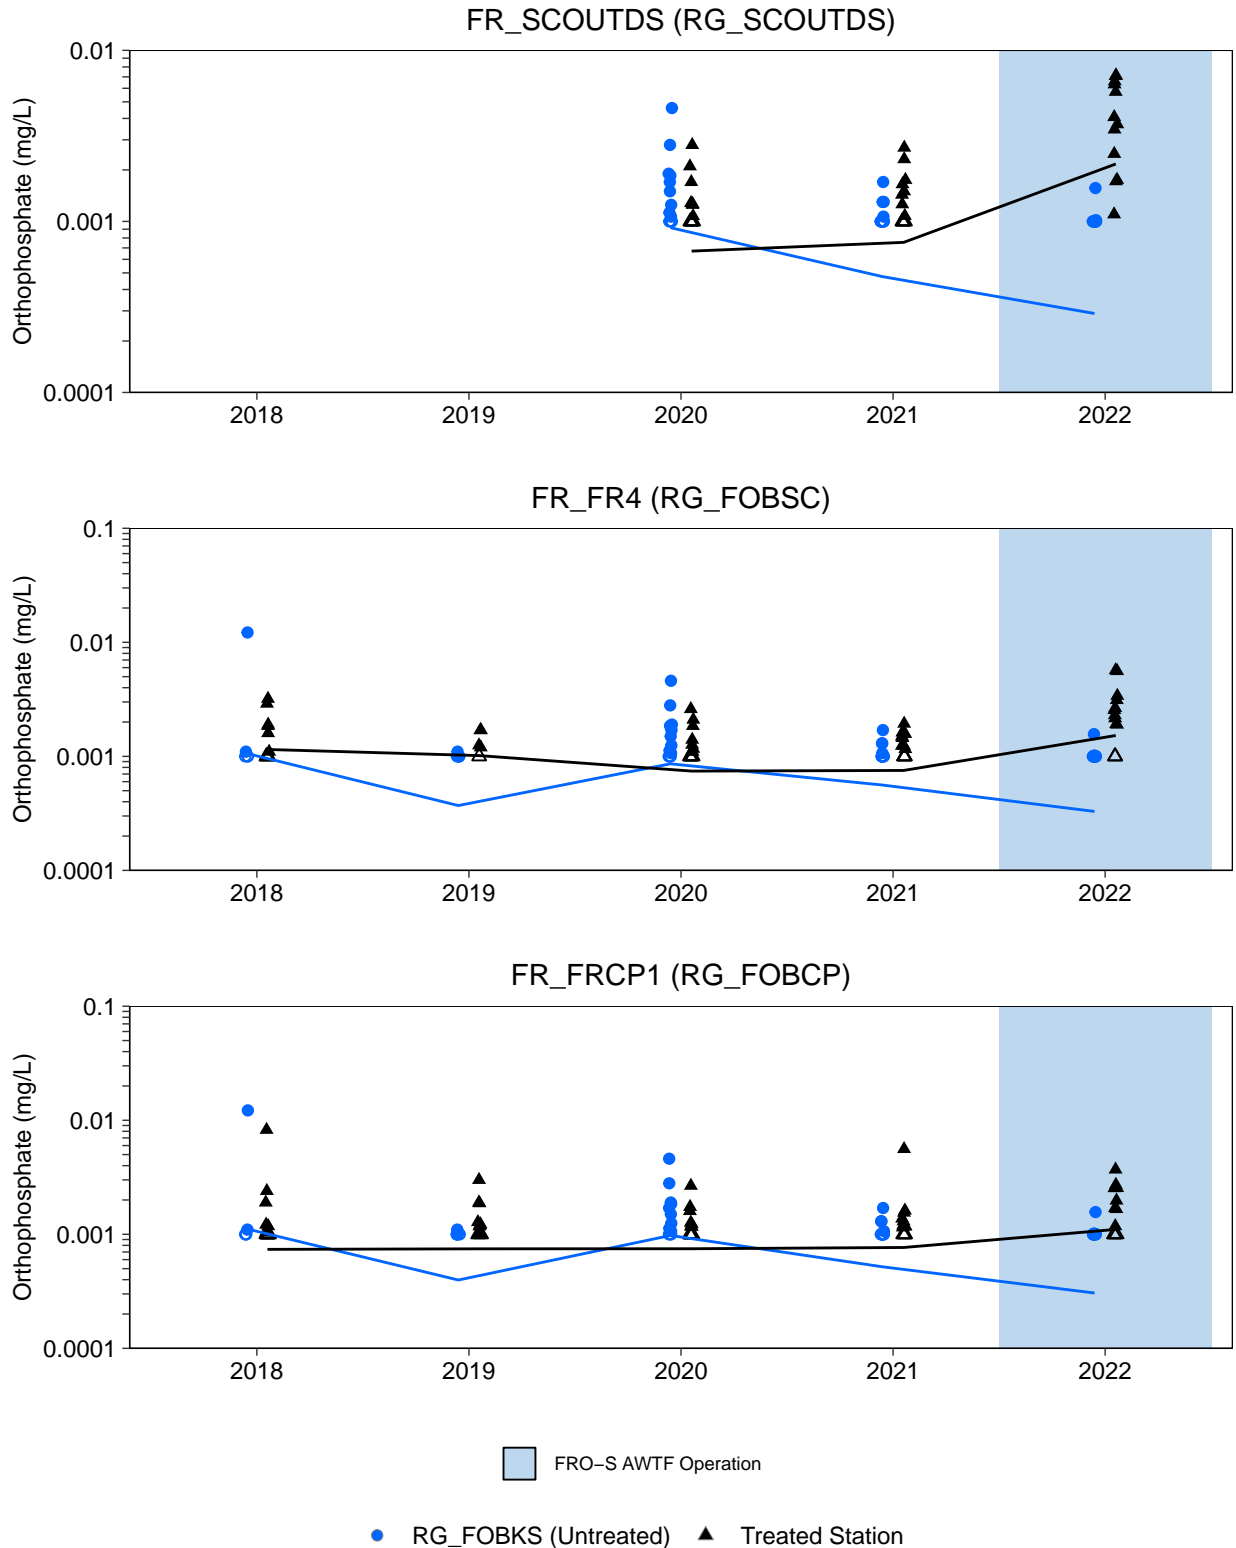 FR_SCOUTDS (RG_SCOUTDS)
Orthophosphate (mg/L)
0.01
0.001
0.0001
2018 2019 2020 2021 2022
FR_FR4 (RG_FOBSC)
Orthophosphate (mg/L)
0.1
0.01
0.001
0.0001
2018 2019 2020 2021 2022
FR_FRCP1 (RG_FOBCP)
Orthophosphate (mg/L)
0.1
0.01
0.001
0.0001
2018 2019 2020 2021 2022
FRO−S AWTF Operation
RG_FOBKS (Untreated) Treated Station